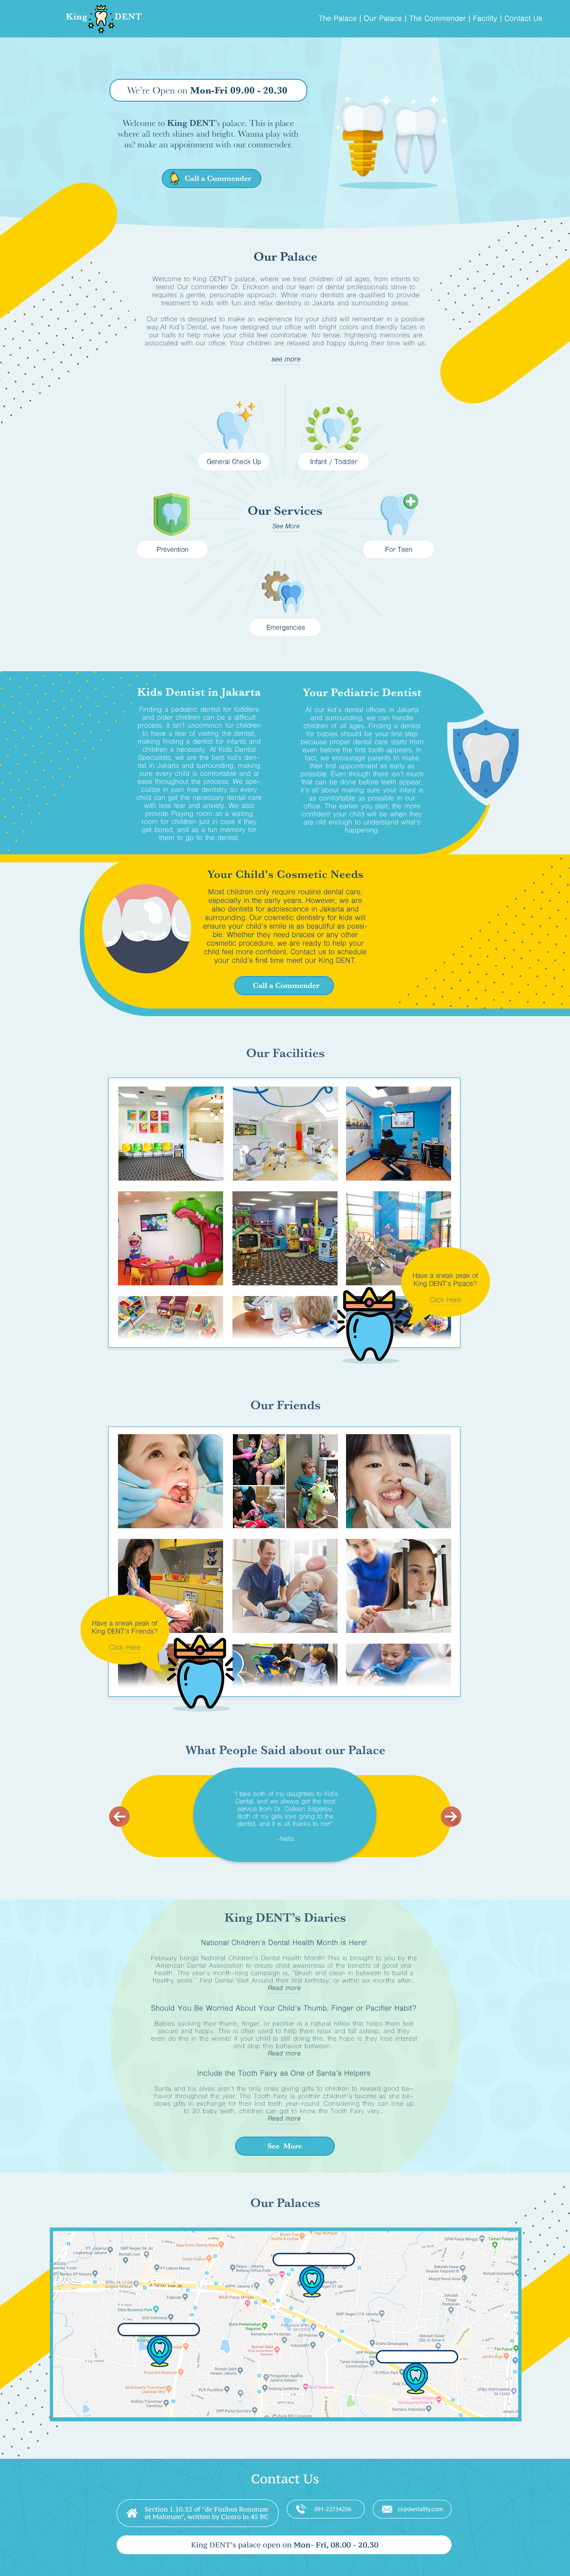 King DENT
The Palace | Our Palace | The Commender | Facility | Contact Us
We're Open on Mon-Fri 09.00 - 20.30
Welcome to King DENT's palace. This is place
where all teeth shines and bright. Wanna play with
us? make an appointment with our commender.
Call a Commender
Our Palace
Welcome to King DENT's palace, where we treat children of all ages, from infants to
teens! Our commender Dr. Erickson and our team of dental professionals strive to
requires a gentle, personable approach. While many dentists are qualified to provide
treatment to kids with fun and relax dentistry in Jakarta and surrounding areas.
Our office is designed to make an experience for your child will remember in a positive
way.At Kid's Dental, we have designed our office with bright colors and friendly faces in
our halls to help make your child feel comfortable. No tense, frightening memories are
associated with our office. Your children are relaxed and happy during their time with us.
see more
General Check Up
Infant / Toddler
Our Services
See More
Prevention
For Teen
Emergencies
Kids Dentist in Jakarta
Finding a pediatric dentist for toddlers
and older children can be a difficult
process. It isn't uncommon for children
to have a fear of visiting the dentist,
making finding a dentist for infants and
children a necessity. At Kids Dentist
Specialists, we are the best kid's den-
tist in Jakarta and surrounding, making
sure every child is comfortable and at
ease throughout the process. We spe-
cialize in pain free dentistry so every
child can get the necessary dental care
with less fear and anxiety. We also
provide Playing room as a waiting
room for children just in case if they
get bored, and as a fun memory for
them to go to the dentist.
Your Pediatric Dentist
At our kid's dental offices in Jakarta
and surrounding, we can handle
children of all ages. Finding a dentist
for babies should be your first step
because proper dental care starts from
even before the first tooth appears. In
fact, we encourage parents to make
their first appointment as early as
possible. Even though there isn't much
that can be done before teeth appear,
it's all about making sure your infant is
as comfortable as possible in our
office. The earlier you start, the more
confident your child will be when they
are old enough to understand what's
happening.
Your Child's Cosmetic Needs
Most children only require routine dental care,
especially in the early years. However, we are
also dentists for adolescence in Jakarta and
surrounding. Our cosmetic dentistry for kids will
ensure your child's smile is as beautiful as possi-
ble. Whether they need braces or any other
cosmetic procedure, we are ready to help your
child feel more confident. Contact us to schedule
your child's first time meet our King DENT.
Call a Commender
Our Facilities
Have a sneak peak of
King DENT's Palace?
Click Here
Our Friends
Have a sneak peak of
King DENT's Friends?
Click Here
What People Said about our Palace
"I take both of my daughters to Kid's
Dental, and we always get the best
service from Dr. Colleen Edgerley.
Both of my girls love going to the
dentist, and it is all thanks to her!"
-Nella
King DENT's Diaries
National Children's Dental Health Month is Here!
February brings National Children's Dental Health Month! This is brought to you by the
American Dental Association to create child awareness of the benefits of good oral
health. This year's month-long campaign is, "Brush and clean in between to build a
healthy smile." First Dental Visit Around their first birthday, or within six months after...
Read more
Should You Be Worried About Your Child's Thumb, Finger or Pacifier Habit?
Babies sucking their thumb, finger, or pacifier is a natural reflex that helps them feel
secure and happy. This is often used to help them relax and fall asleep, and they
even do this in the womb! If your child is still doing this, the hope is they lose interest
and stop this behavior between...
Read more
Include the Tooth Fairy as One of Santa's Helpers
Santa and his elves aren't the only ones giving gifts to children to reward good be-
havior throughout the year. The Tooth Fairy is another children's favorite as she be-
stows gifts in exchange for their lost teeth year-round. Considering they can lose up
to 20 baby teeth, children can get to know the Tooth Fairy very...
Read more
See More
Our Palaces
Contact Us
Section 1.10.32 of "de Finibus Bonorum
et Malorum", written by Cicero in 45 BC
091-22734256
cs@dentality.com
King DENT's palace open on Mon- Fri, 08.00 - 20.30